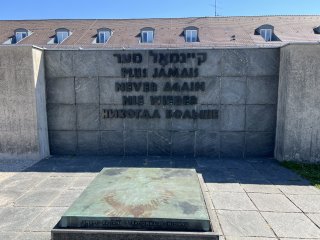 קיינמאל מער
PLUS JAMAIS
NEVER AGAIN
NIE WIEDER
НИКОГДА БОЛЬШЕ